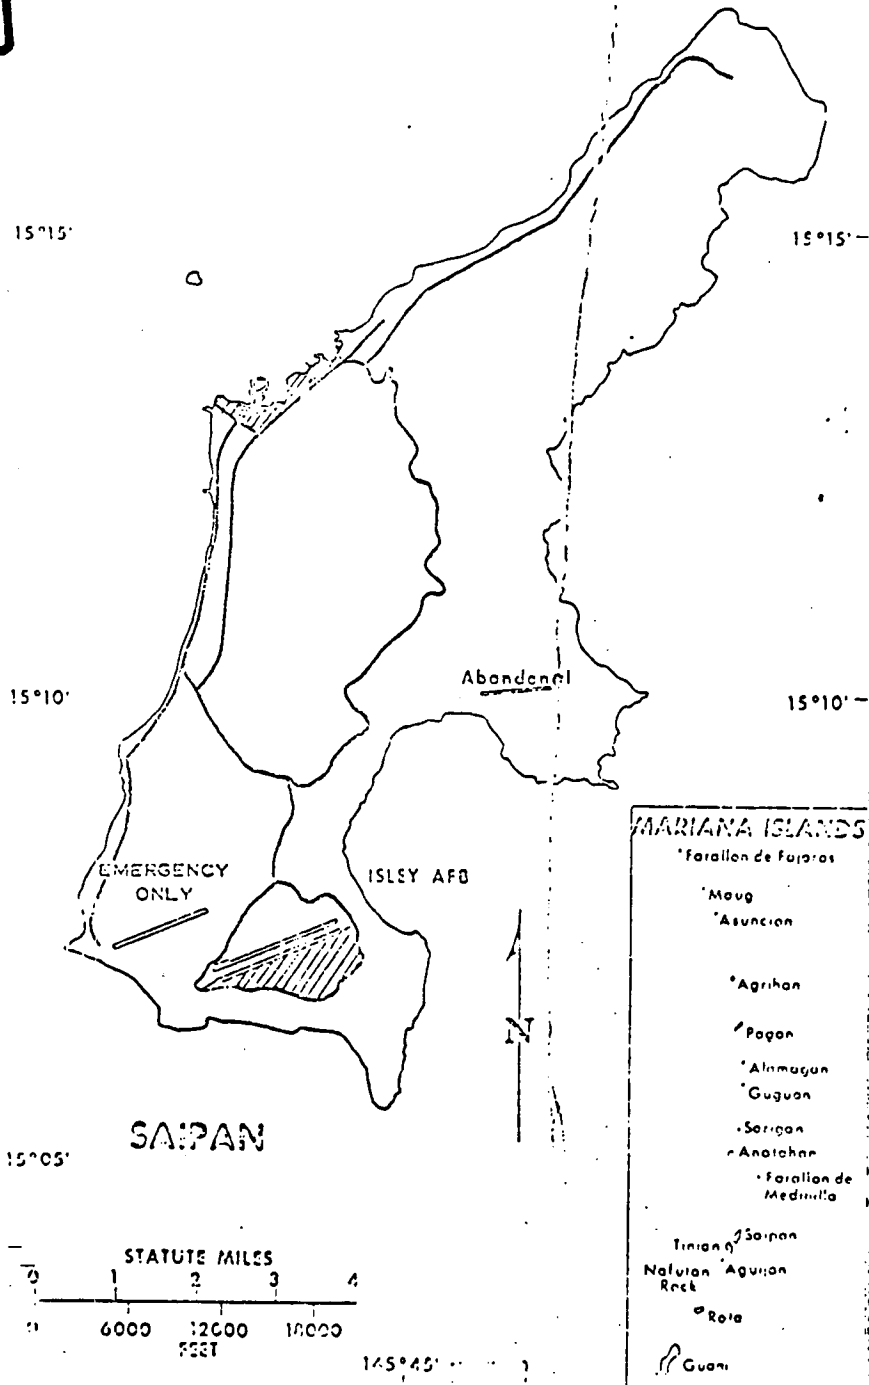 15°15'
15°15'
Abandoned
15°10'
15°10'
MARIANA ISLANDS
Farallon de Pajaros
Maug
Asuncion
EMERGENCY
ONLY
ISLEY AFB
Agrihan
N
Pagan
Alamagan
Guguan
Sarigan
Anatahan
Farallon de
Medinilla
SAIPAN
15°05'
Saipan
Tinian
Aguijan
Nafutan
Rock
Rota
Guam
STATUTE MILES
0 1 2 3 4
0 6000 12000 18000
FEET
145°45'